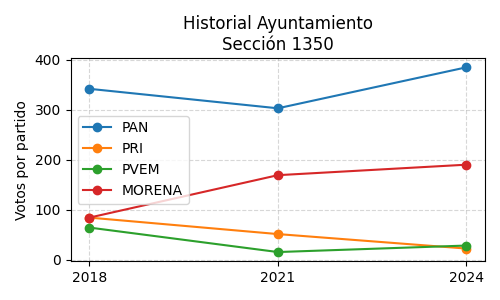 Historial Ayuntamiento
Sección 1350
Votos por partido
400
300
200
100
0
PAN
PRI
PVEM
MORENA
2018
2021
2024